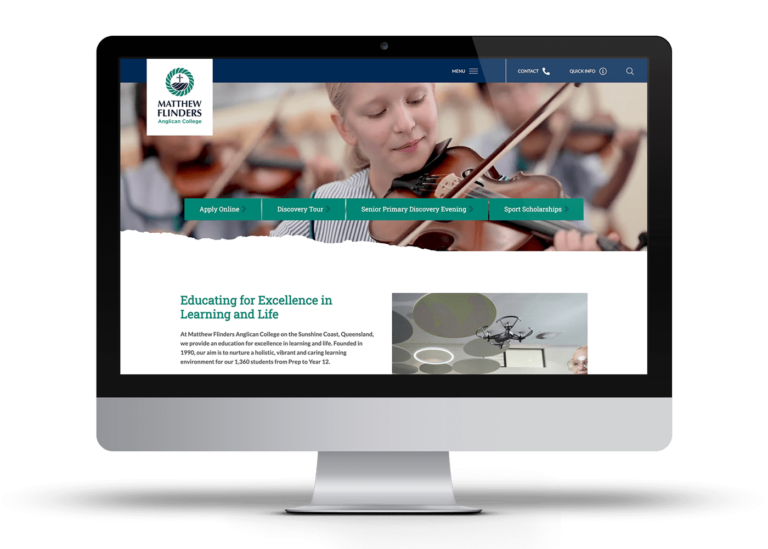 MENU
CONTACT
QUICK INFO
MATTHEW
FLINDERS
Anglican College
Apply Online
Discovery Tour
Senior Primary Discovery Evening
Sport Scholarships
Educating for Excellence in
Learning and Life
At Matthew Flinders Anglican College on the Sunshine Coast, Queensland,
we provide an education for excellence in learning and life. Founded in
1990, our aim is to nurture a holistic, vibrant and caring learning
environment for our 1,360 students from Prep to Year 12.